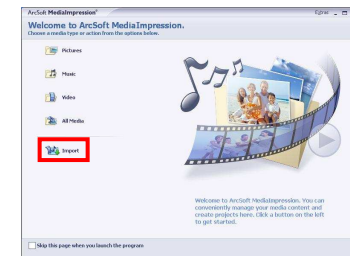 ArcSoft MediaImpression®
Welcome to ArcSoft MediaImpression.
Choose a media type or action from the options below.
Pictures
Music
Video
All Media
Import
Welcome to ArcSoft MediaImpression. You can
conveniently manage your media content and
create projects here. Click a button on the left
to get started.
Skip this page when you launch the program